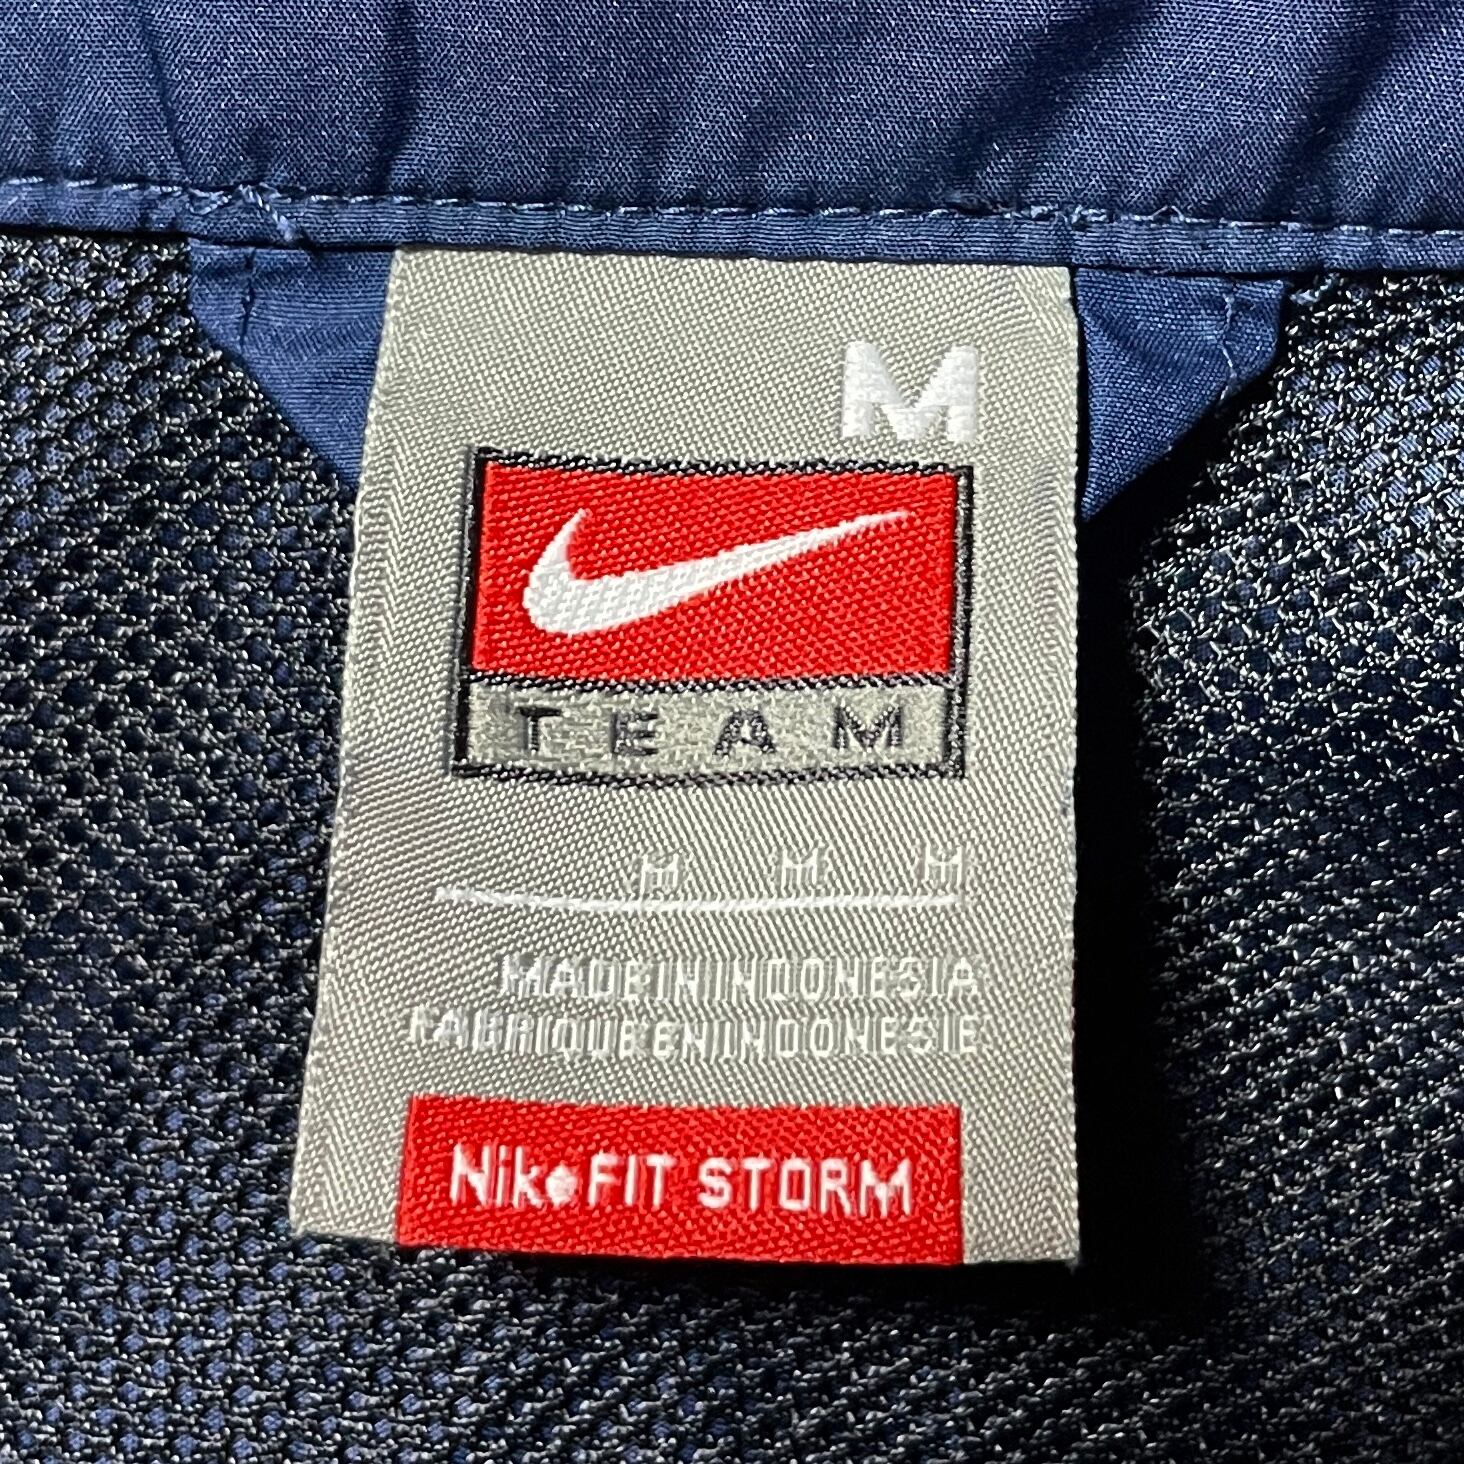 M
TEAM
M M M
MADE IN INDONESIA
FABRIQUE EN INDONESIE
Nike FIT STORM